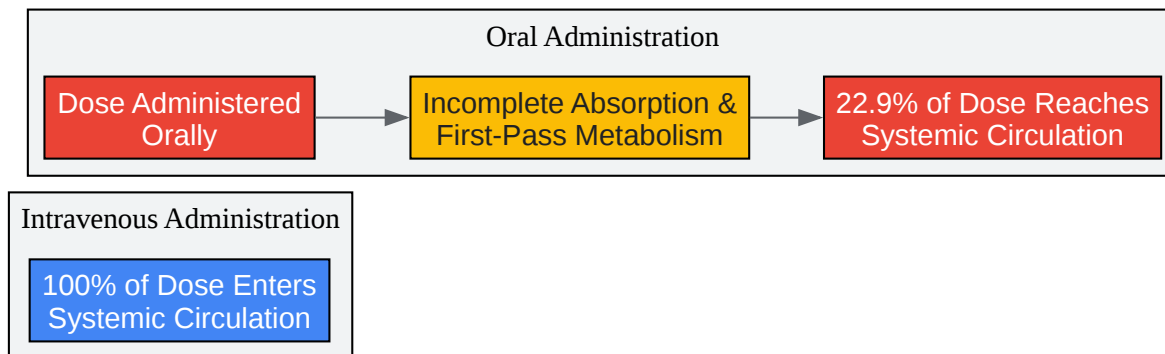 Oral Administration
Dose Administered
Orally
Incomplete Absorption &
First-Pass Metabolism
22.9% of Dose Reaches
Systemic Circulation
Intravenous Administration
100% of Dose Enters
Systemic Circulation